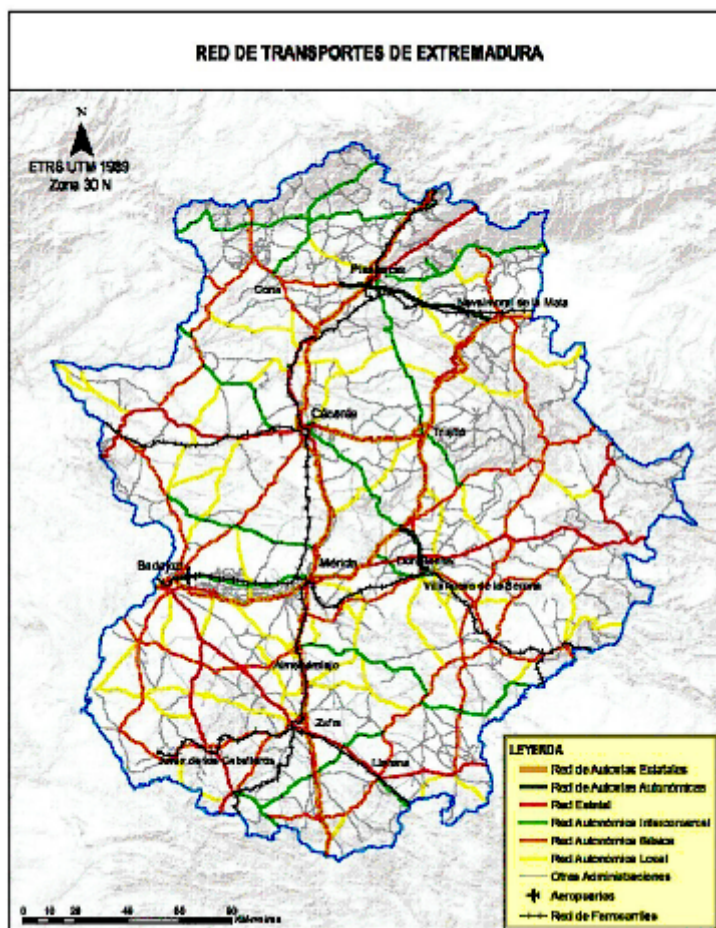 RED DE TRANSPORTES DE EXTREMADURA
N
ETRS UTM 1989
Zona 30 N
Plasencia
Coria
Navalmoral de la Mata
Cáceres
Trujillo
Badajoz
Mérida
Don Benito
Villanueva de la Serena
Almendralejo
Zafra
Jerez de los Caballeros
Llerena
LEYENDA
Red de Autovías Estatales
Red de Autovías Autonómicas
Red Estatal
Red Autonómica Intercomarcal
Red Autonómica Básica
Red Autonómica Local
Otras Administraciones
Aeropuertos
Red de Ferrocarriles
0 10 20 40 60 80
Kilómetros